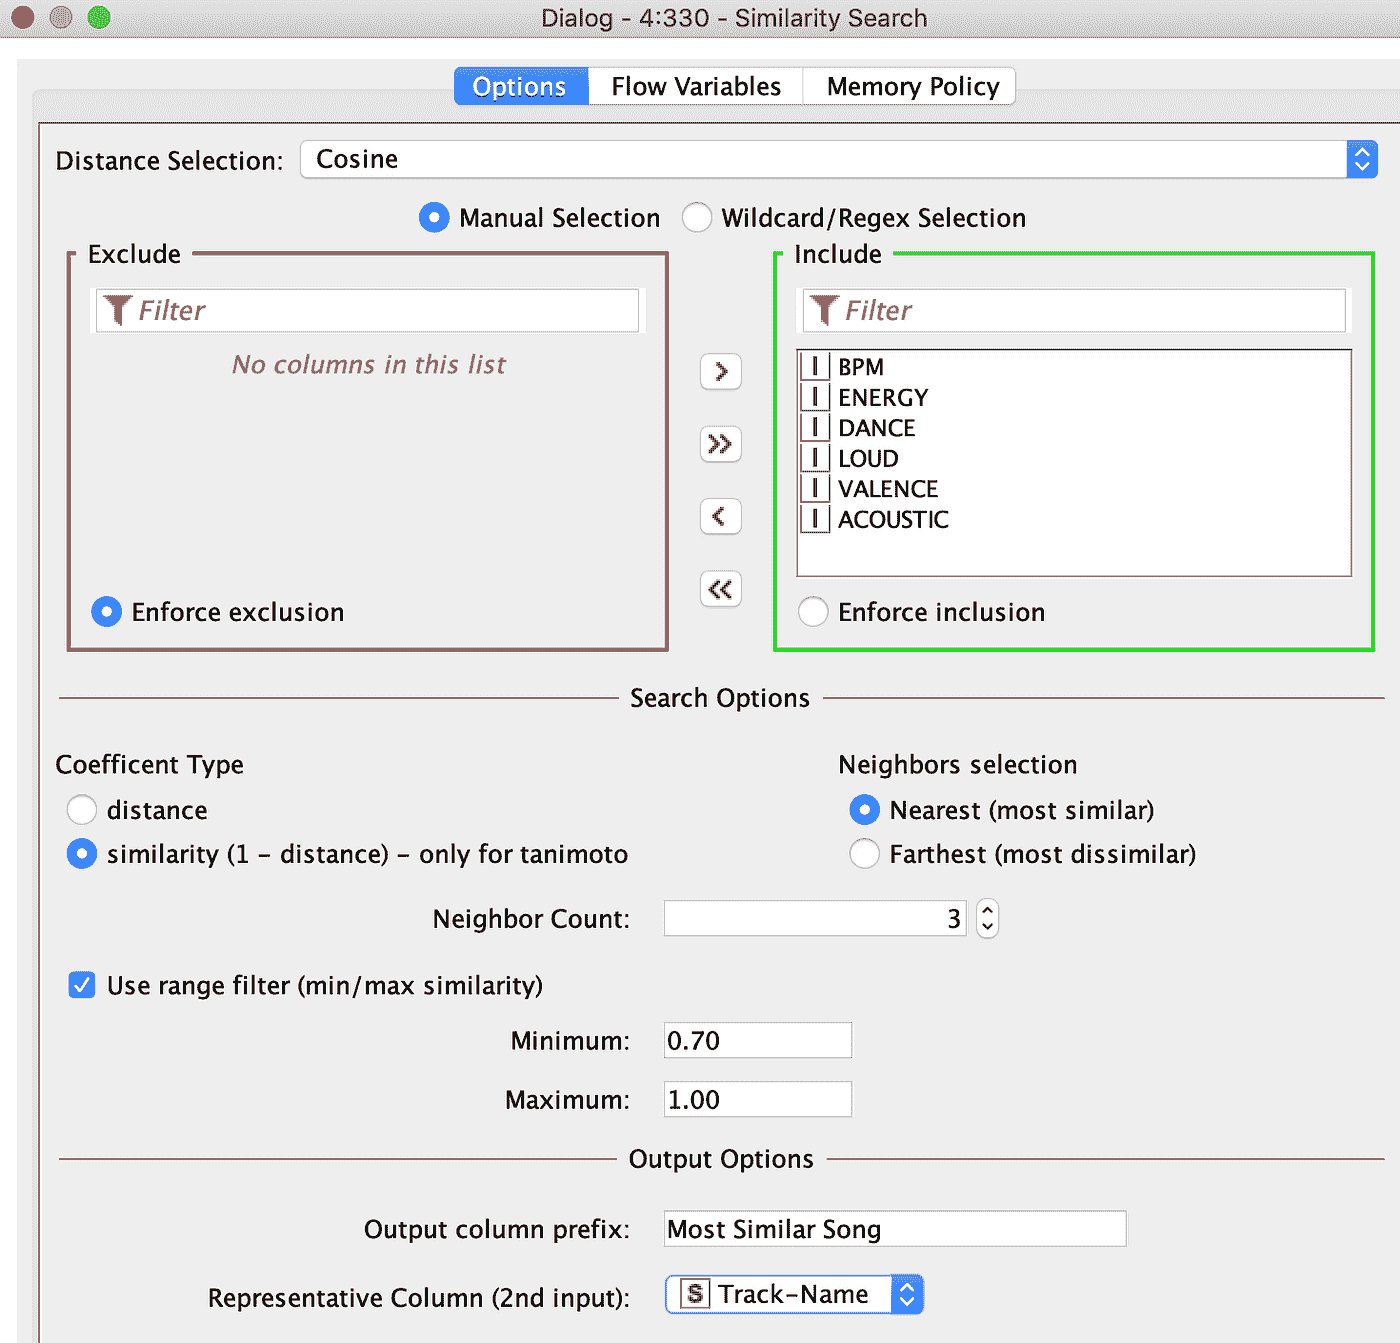 Dialog - 4:330 - Similarity Search
Options Flow Variables Memory Policy
Distance Selection: Cosine
Manual Selection Wildcard/Regex Selection
Exclude
Filter
No columns in this list
Enforce exclusion
>
>>
<
<<
Include
Filter
I BPM
I ENERGY
I DANCE
I LOUD
I VALENCE
I ACOUSTIC
Enforce inclusion
Search Options
Coefficent Type
distance
similarity (1 - distance) - only for tanimoto
Neighbors selection
Nearest (most similar)
Farthest (most dissimilar)
Neighbor Count: 3
Use range filter (min/max similarity)
Minimum: 0.70
Maximum: 1.00
Output Options
Output column prefix: Most Similar Song
Representative Column (2nd input): S Track-Name